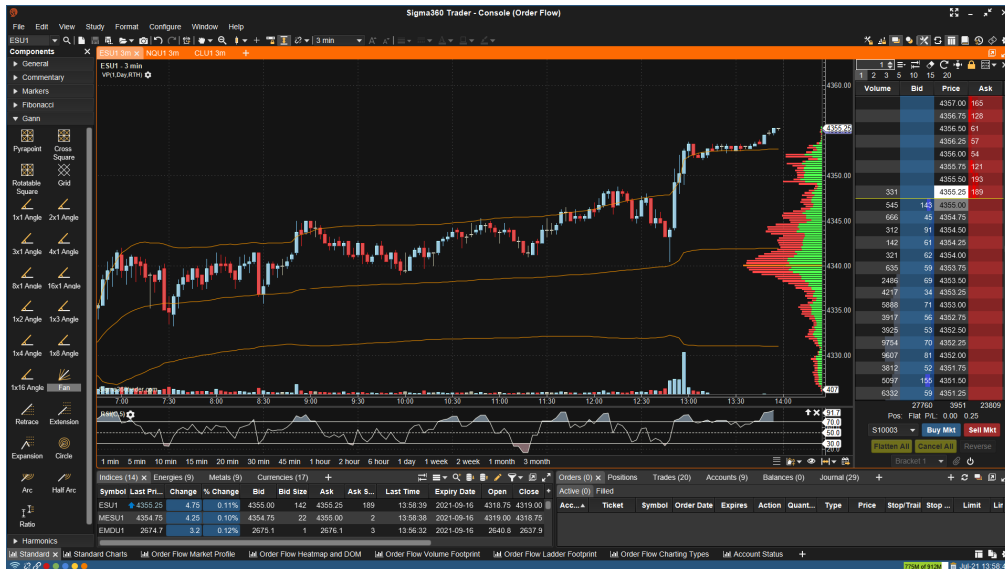 Sigma360 Trader - Console (Order Flow)
File Edit View Study Format Configure Window Help
ESU1 3 min
Components
General
Commentary
Markers
Fibonacci
Gann
Pyrapoint Cross Square
Rotatable Square Grid
1x1 Angle 2x1 Angle
3x1 Angle 4x1 Angle
8x1 Angle 16x1 Angle
1x2 Angle 1x3 Angle
1x4 Angle 1x8 Angle
1x16 Angle Fan
Retrace Extension
Expansion Circle
Arc Half Arc
Ratio
Harmonics
ESU1 3m NQU1 3m CLU1 3m
ESU1 - 3 min
VP(1,Day,RTH)
4360.00
4355.25
4350.00
4345.00
4340.00
4335.00
4330.00
407
7:00 7:30 8:00 8:30 9:00 9:30 10:00 10:30 11:00 11:30 12:00 12:30 13:00 13:30 14:00
91.7
70.0
50.0
30.0
20.0
1 min 5 min 10 min 15 min 20 min 30 min 45 min 1 hour 2 hour 6 hour 1 day 1 week 2 week 1 month 3 month
1
1 2 3 5 10 15 20
Volume Bid Price Ask
4357.00 165
4356.75 128
4356.50 61
4356.25 57
4356.00 54
4355.75 121
4355.50 193
331 4355.25 189
545 143 4355.00
666 45 4354.75
312 91 4354.50
142 61 4354.25
321 62 4354.00
635 59 4353.75
2486 69 4353.50
4217 34 4353.25
5888 71 4353.00
3917 56 4352.75
3925 53 4352.50
9754 70 4352.25
9607 81 4352.00
3812 52 4351.75
5097 155 4351.50
6332 59 4351.25
27760 3951 23809
Pos: Flat P/L: 0.00 0.25
S10003 Buy Mkt Sell Mkt
Flatten All Cancel All Reverse
Bracket 1
Indices (14) Energies (9) Metals (9) Currencies (17)
Symbol Last Pri... Change % Change Bid Bid Size Ask Ask S... Last Time Expiry Date Open Close
ESU1 4355.25 4.75 0.11% 4355.00 142 4355.25 189 13:58:39 2021-09-16 4318.75 4319.00
MESU1 4354.75 4.25 0.10% 4354.75 22 4355.00 2 13:58:38 2021-09-16 4319.00 4318.75
EMDU1 2674.7 3.2 0.12% 2675.1 1 2676.1 3 13:56:32 2021-09-16 2640.8 2637.9
Orders (0) Positions Trades (20) Accounts (9) Balances (0) Journal (29)
Active (0) Filled
Acc... Ticket Symbol Order Date Expires Action Quant... Type Price Stop/Trail Stop ... Limit
Standard Standard Charts Order Flow Market Profile Order Flow Heatmap and DOM Order Flow Volume Footprint Order Flow Ladder Footprint Order Flow Charting Types Account Status
775M of 912M Jul-21 13:58:4